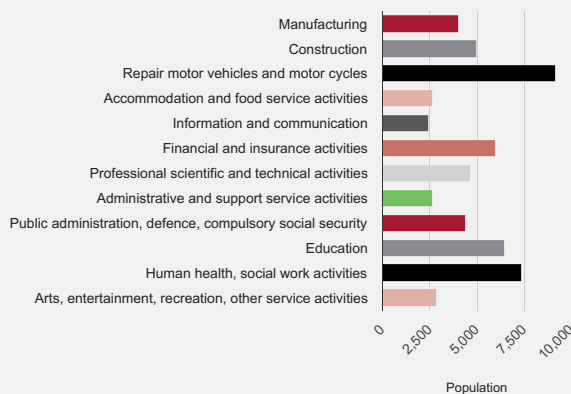 Manufacturing
Construction
Repair motor vehicles and motor cycles
Accommodation and food service activities
Information and communication
Financial and insurance activities
Professional scientific and technical activities
Administrative and support service activities
Public administration, defence, compulsory social security
Education
Human health, social work activities
Arts, entertainment, recreation, other service activities
0
2,500
5,000
7,500
10,000
Population